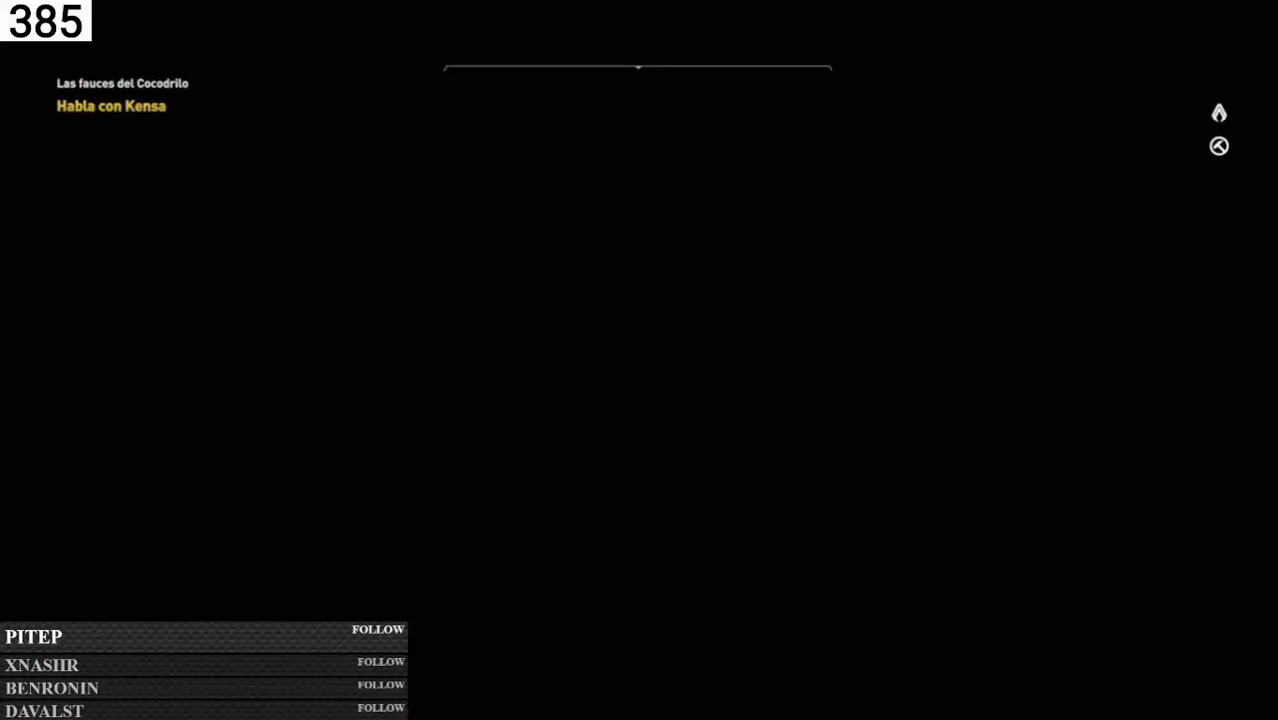 385
Las fauces del Cocodrilo
Habla con Kensa
PITEP FOLLOW
XNASIIR FOLLOW
BENRONIN FOLLOW
DAVALST FOLLOW